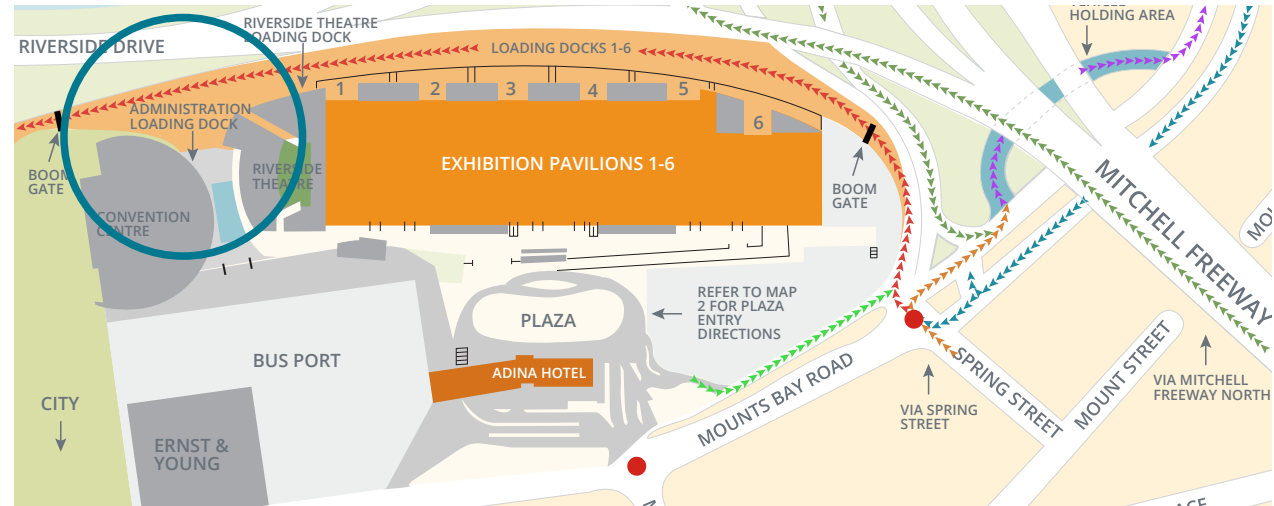 RIVERSIDE THEATRE
LOADING DOCK
HOLDING AREA
RIVERSIDE DRIVE
LOADING DOCKS 1-6
1
2
3
4
5
6
ADMINISTRATION
LOADING DOCK
EXHIBITION PAVILIONS 1-6
RIVERSIDE
THEATRE
BOOM
GATE
BOOM
GATE
CONVENTION
CENTRE
MITCHELL FREEWAY
REFER TO MAP
2 FOR PLAZA
ENTRY
DIRECTIONS
PLAZA
BUS PORT
ADINA HOTEL
SPRING STREET
MOUNT STREET
MOUNTS BAY ROAD
VIA MITCHELL
FREEWAY NORTH
VIA SPRING
STREET
CITY
ERNST &
YOUNG